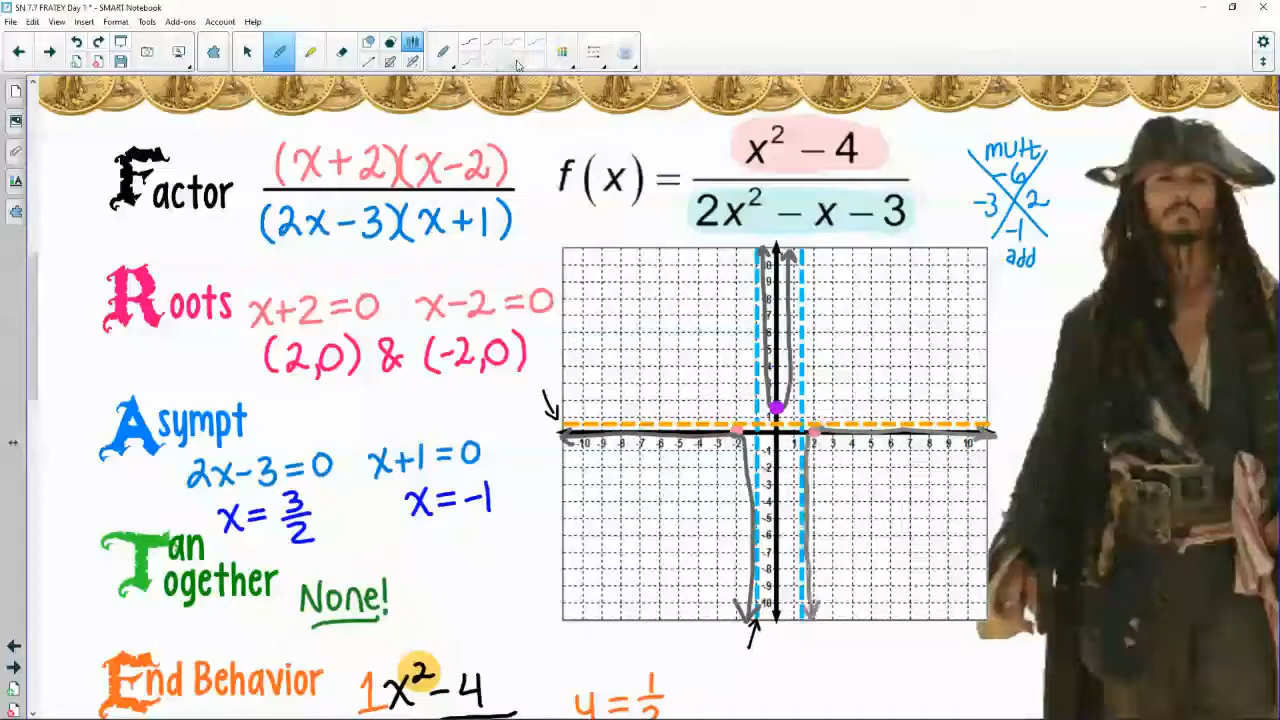 SN 7.7 FRATEY Day 1.* - SMART Notebook
File Edit View Insert Format Tools Add-ons Account Help
Factor
(x+2)(x-2)
(2x-3)(x+1)
f(x) =
x² - 4
2x² - x - 3
mult
-6
-3 2
-1
add
Roots
x+2=0 x-2=0
(2,0) & (-2,0)
Asympt
2x-3=0 x+1=0
x= 3/2 x=-1
Tan
Together
None!
End Behavior
1x²-4
y = 1/2